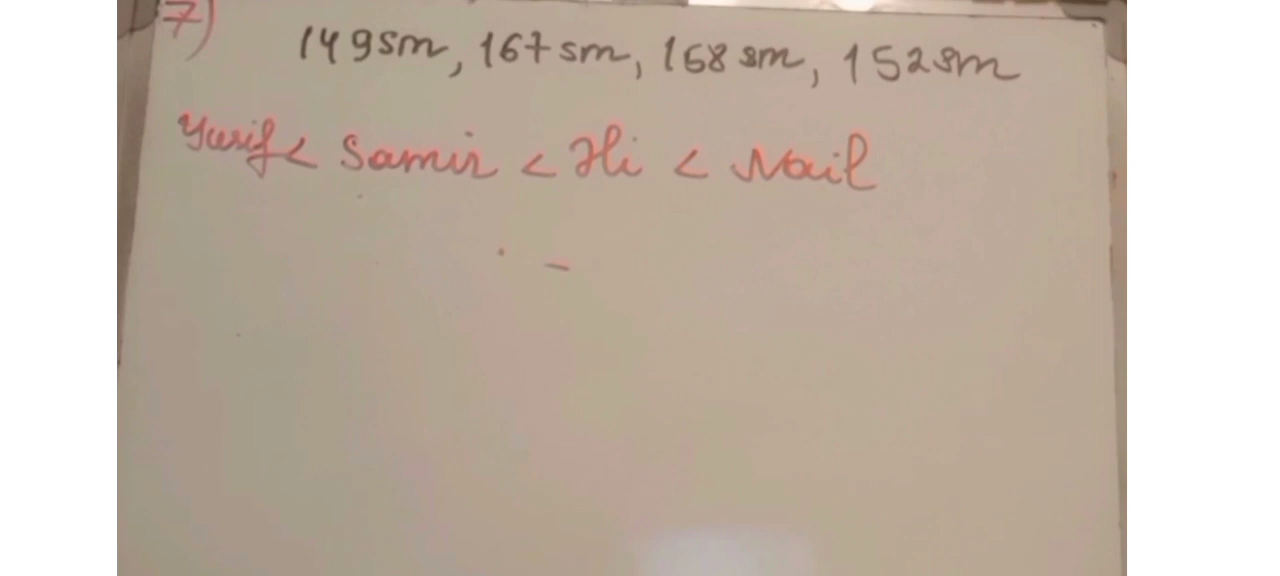 7)
149sm, 167sm, 168sm, 152sm
Yusif < Samir < Əli < Nail